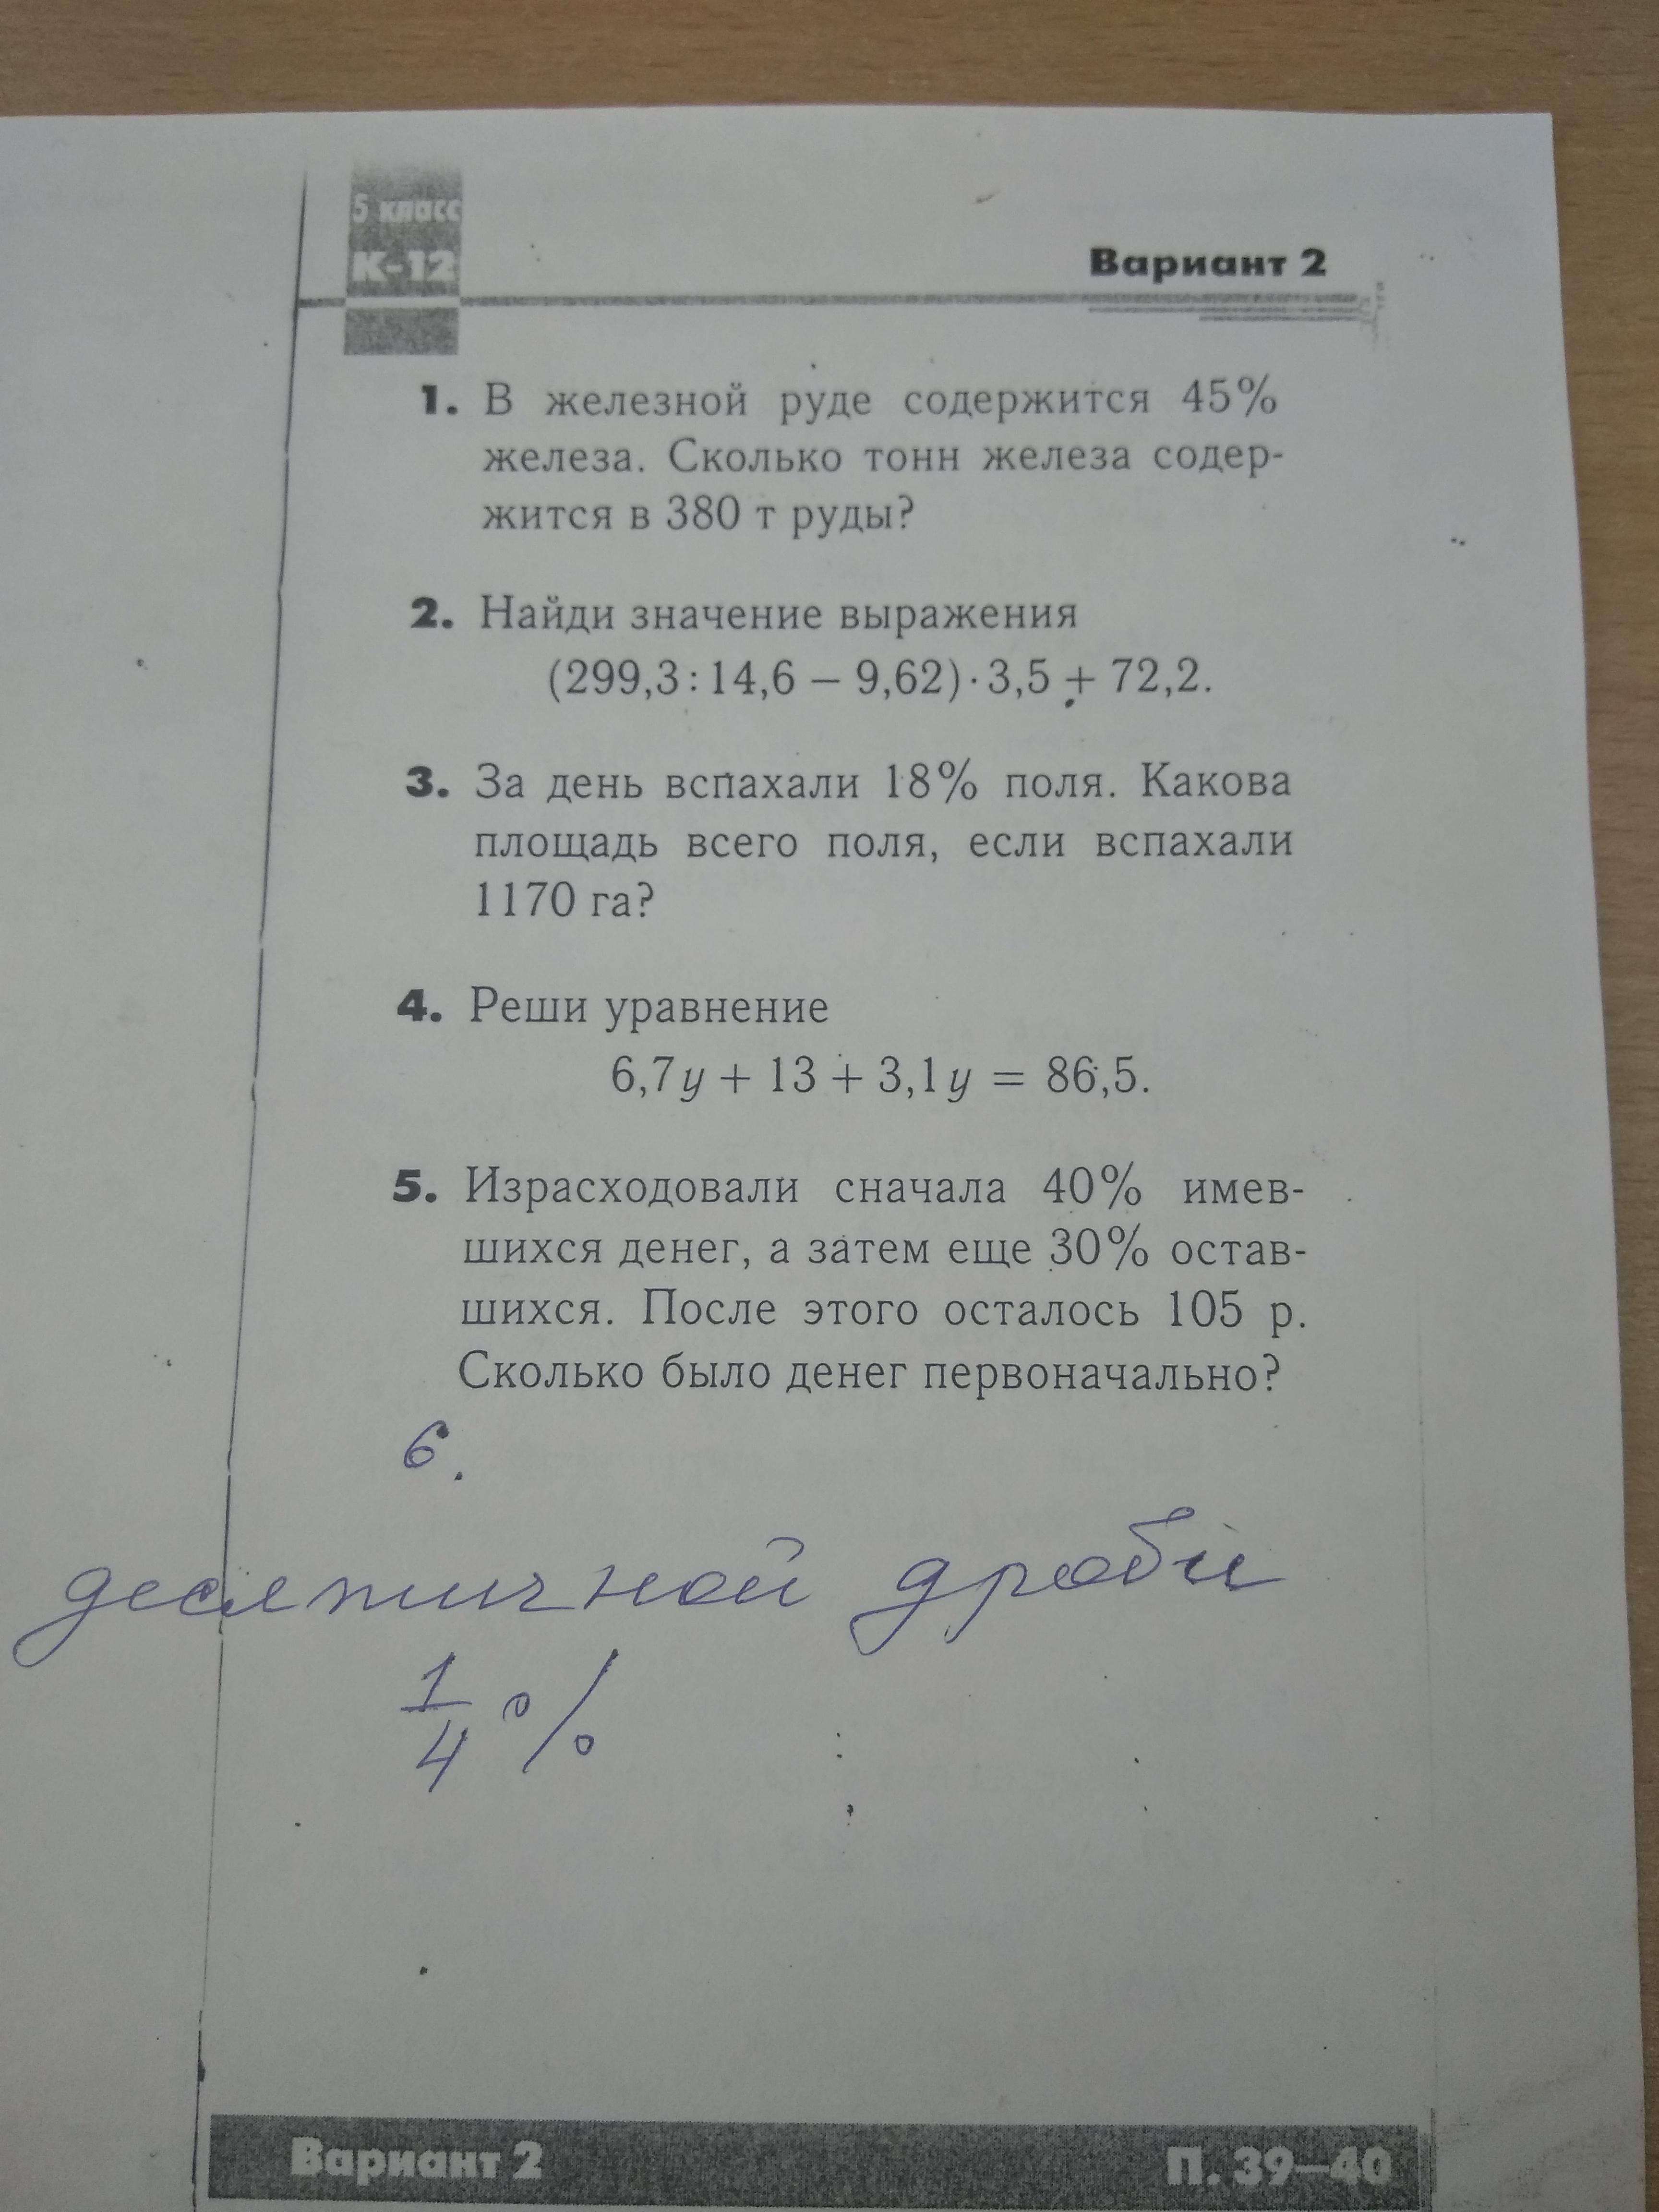 5 класс
К-12
Вариант 2
1. В железной руде содержится 45%
железа. Сколько тонн железа содер-
жится в 380 т руды?
2. Найди значение выражения
(299,3 : 14,6 – 9,62) · 3,5 + 72,2.
3. За день вспахали 18% поля. Какова
площадь всего поля, если вспахали
1170 га?
4. Реши уравнение
6,7y + 13 + 3,1y = 86,5.
5. Израсходовали сначала 40% имев-
шихся денег, а затем еще 30% остав-
шихся. После этого осталось 105 р.
Сколько было денег первоначально?
6.
десятичной дроби
1/4 %
Вариант 2 П. 39–40